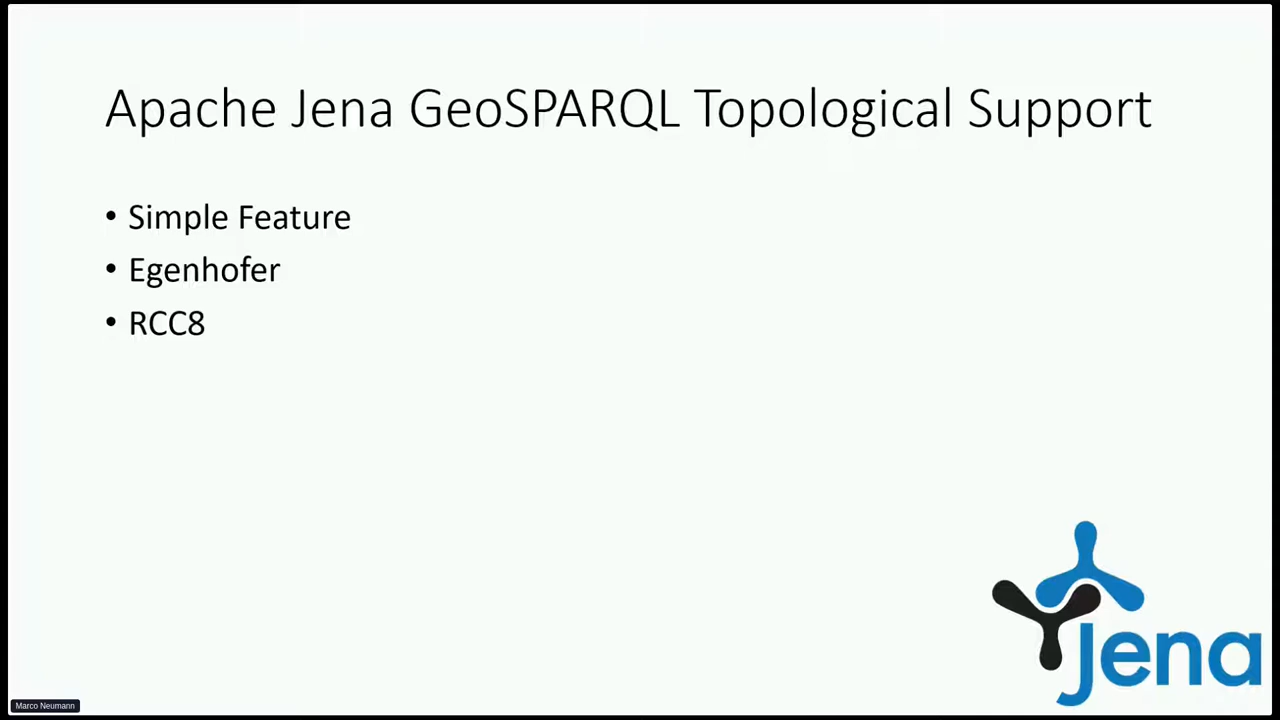 Apache Jena GeoSPARQL Topological Support
• Simple Feature
• Egenhofer
• RCC8
Jena
Marco Neumann